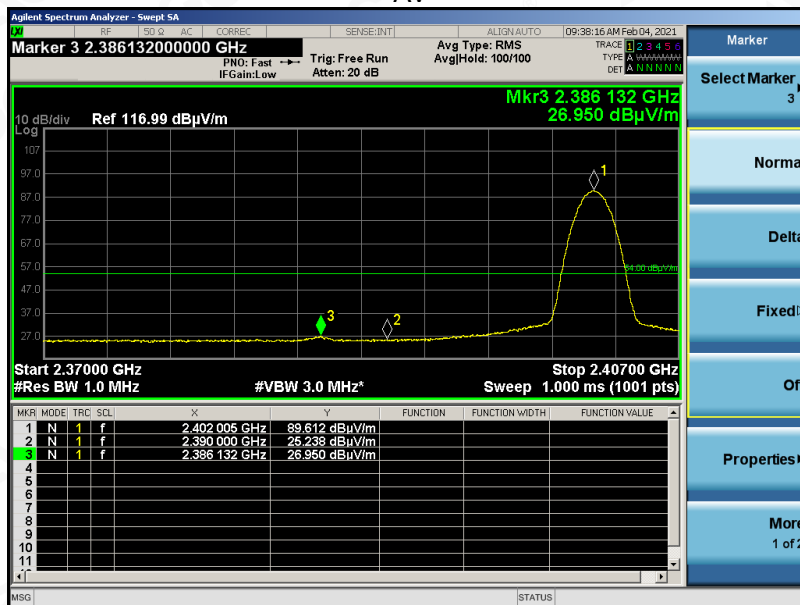 Agilent Spectrum Analyzer - Swept SA
LXI RF 50 Ω AC CORREC SENSE:INT ALIGN AUTO 09:38:16 AM Feb 04, 2021
Marker 3 2.386132000000 GHz
PNO: Fast
IFGain:Low
Trig: Free Run
Atten: 20 dB
Avg Type: RMS
Avg|Hold: 100/100
TRACE 1 2 3 4 5 6
TYPE A
DET A N N N N N
Mkr3 2.386 132 GHz
26.950 dBµV/m
10 dB/div Ref 116.99 dBµV/m
Log
107
97.0
87.0
77.0
67.0
57.0
47.0
37.0
27.0
1
2
3
54.00 dBµV/m
Start 2.37000 GHz Stop 2.40700 GHz
#Res BW 1.0 MHz #VBW 3.0 MHz* Sweep 1.000 ms (1001 pts)
MKR MODE TRC SCL X Y FUNCTION FUNCTION WIDTH FUNCTION VALUE
1 N 1 f 2.402 005 GHz 89.612 dBµV/m
2 N 1 f 2.390 000 GHz 25.238 dBµV/m
3 N 1 f 2.386 132 GHz 26.950 dBµV/m
4
5
6
7
8
9
10
11
MSG STATUS
Marker
Select Marker
3
Norma
Delta
Fixed
Of
Properties
More
1 of 2